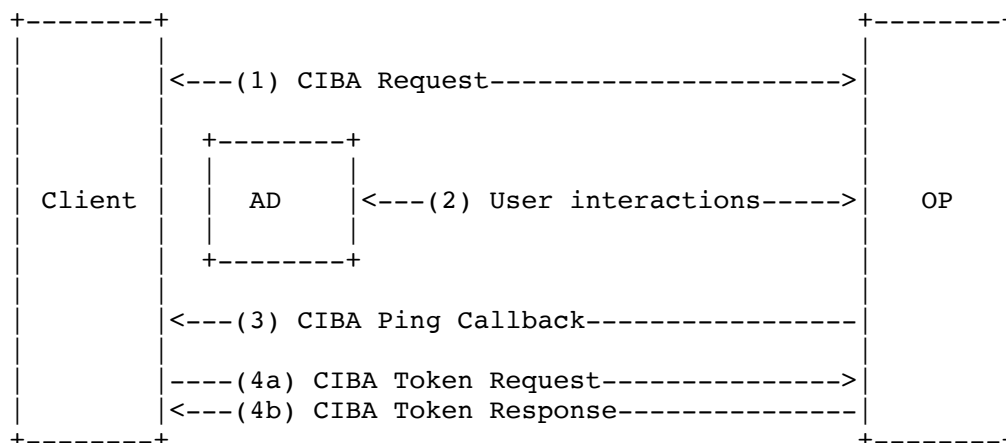 (1) CIBA Request
Client AD (2) User interactions OP
(3) CIBA Ping Callback
(4a) CIBA Token Request
(4b) CIBA Token Response